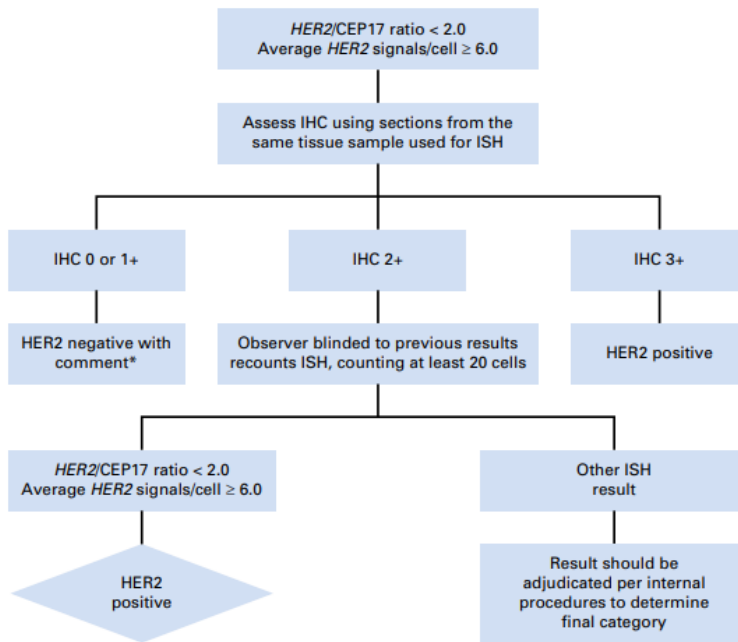 HER2/CEP17 ratio < 2.0
Average HER2 signals/cell ≥ 6.0
Assess IHC using sections from the
same tissue sample used for ISH
IHC 0 or 1+
IHC 2+
IHC 3+
HER2 negative with
comment*
Observer blinded to previous results
recounts ISH, counting at least 20 cells
HER2 positive
HER2/CEP17 ratio < 2.0
Average HER2 signals/cell ≥ 6.0
Other ISH
result
HER2
positive
Result should be
adjudicated per internal
procedures to determine
final category